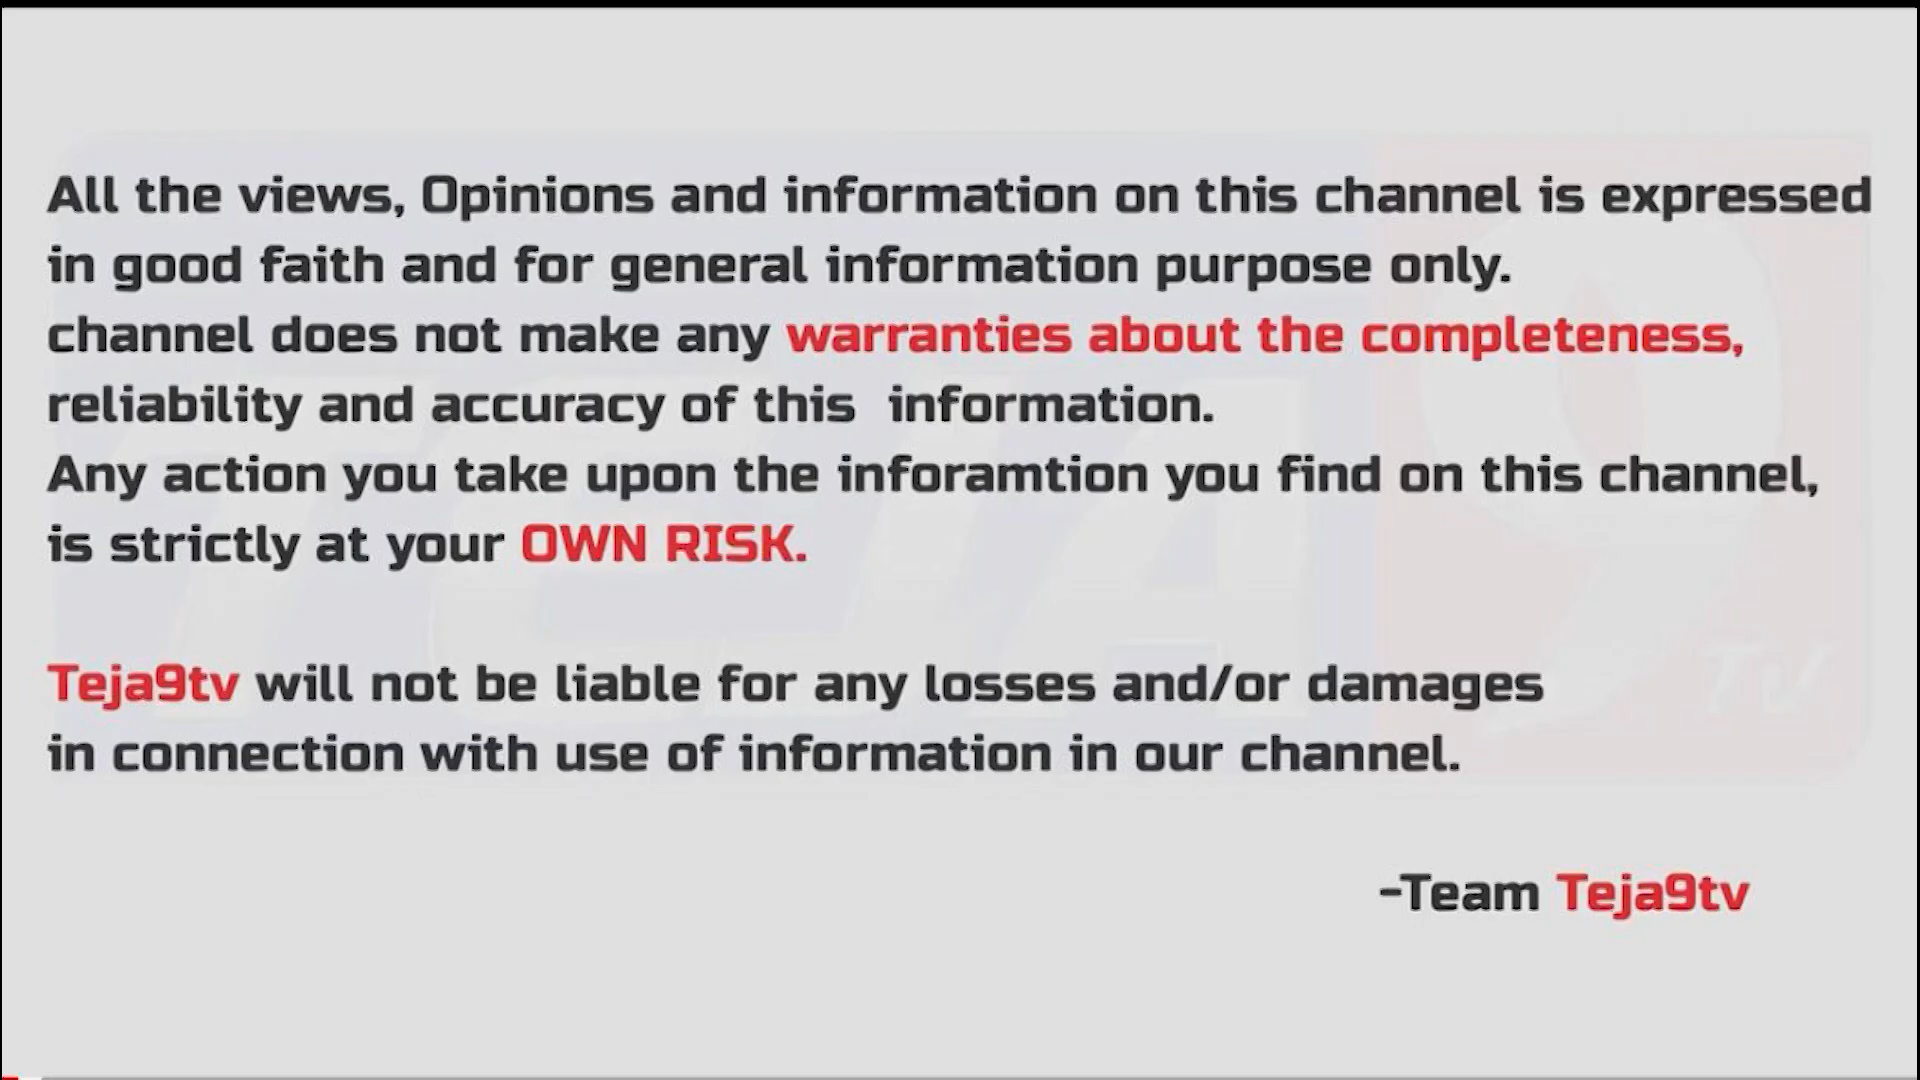 All the views, Opinions and information on this channel is expressed
in good faith and for general information purpose only.
channel does not make any warranties about the completeness,
reliability and accuracy of this  information.
Any action you take upon the inforamtion you find on this channel,
is strictly at your OWN RISK.
Teja9tv will not be liable for any losses and/or damages
in connection with use of information in our channel.
-Team Teja9tv
TEJA 9 TV